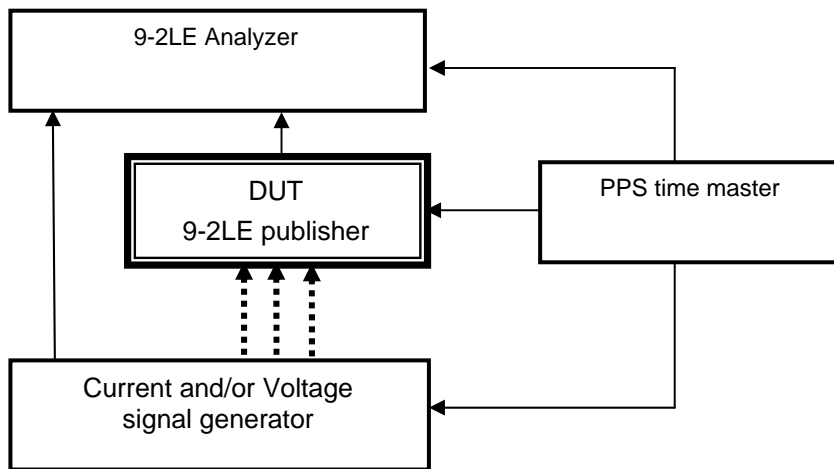 9-2LE Analyzer
DUT
9-2LE publisher
PPS time master
Current and/or Voltage
signal generator